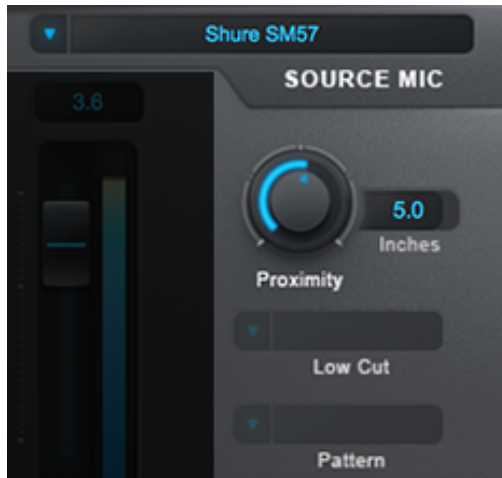 Shure SM57
SOURCE MIC
3.6
5.0
Inches
Proximity
Low Cut
Pattern